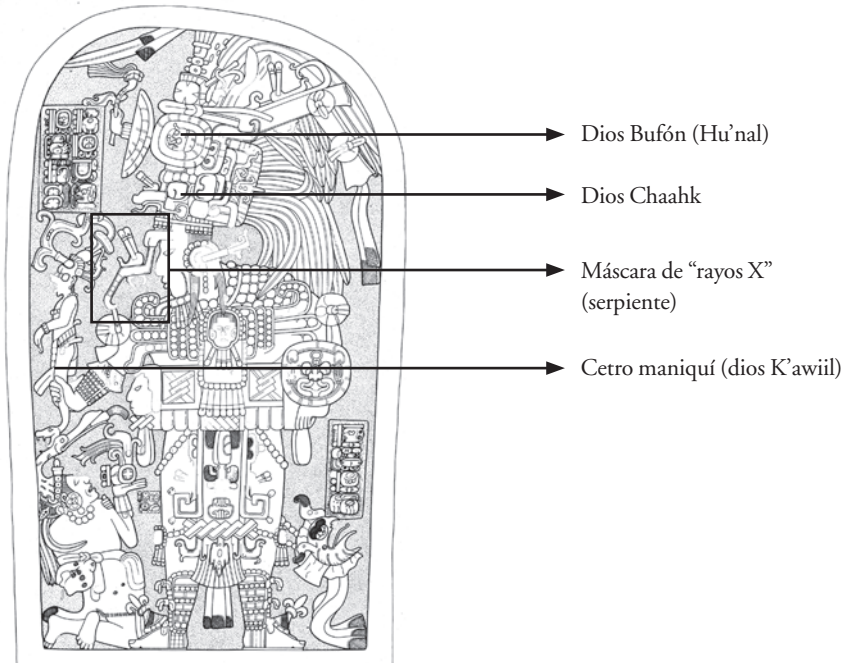 Dios Bufón (Hu’nal)
Dios Chaahk
Máscara de “rayos X”
(serpiente)
Cetro maniquí (dios K’awiil)